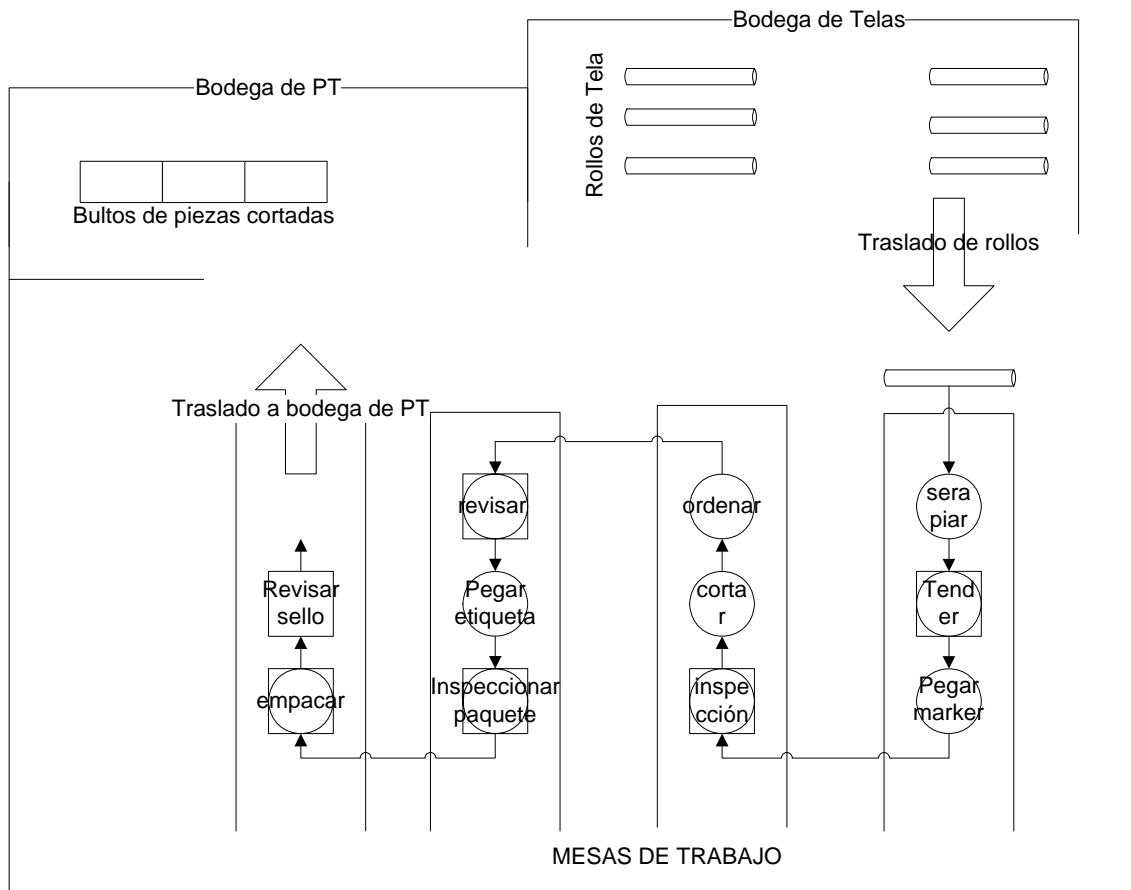 Bodega de Telas
Bodega de PT
Rollos de Tela
Bultos de piezas cortadas
Traslado de rollos
Traslado a bodega de PT
revisar
ordenar
sera
piar
Revisar
sello
Pegar
etiqueta
corta
r
Tend
er
empacar
Inspeccionar
paquete
inspe
cción
Pegar
marker
MESAS DE TRABAJO